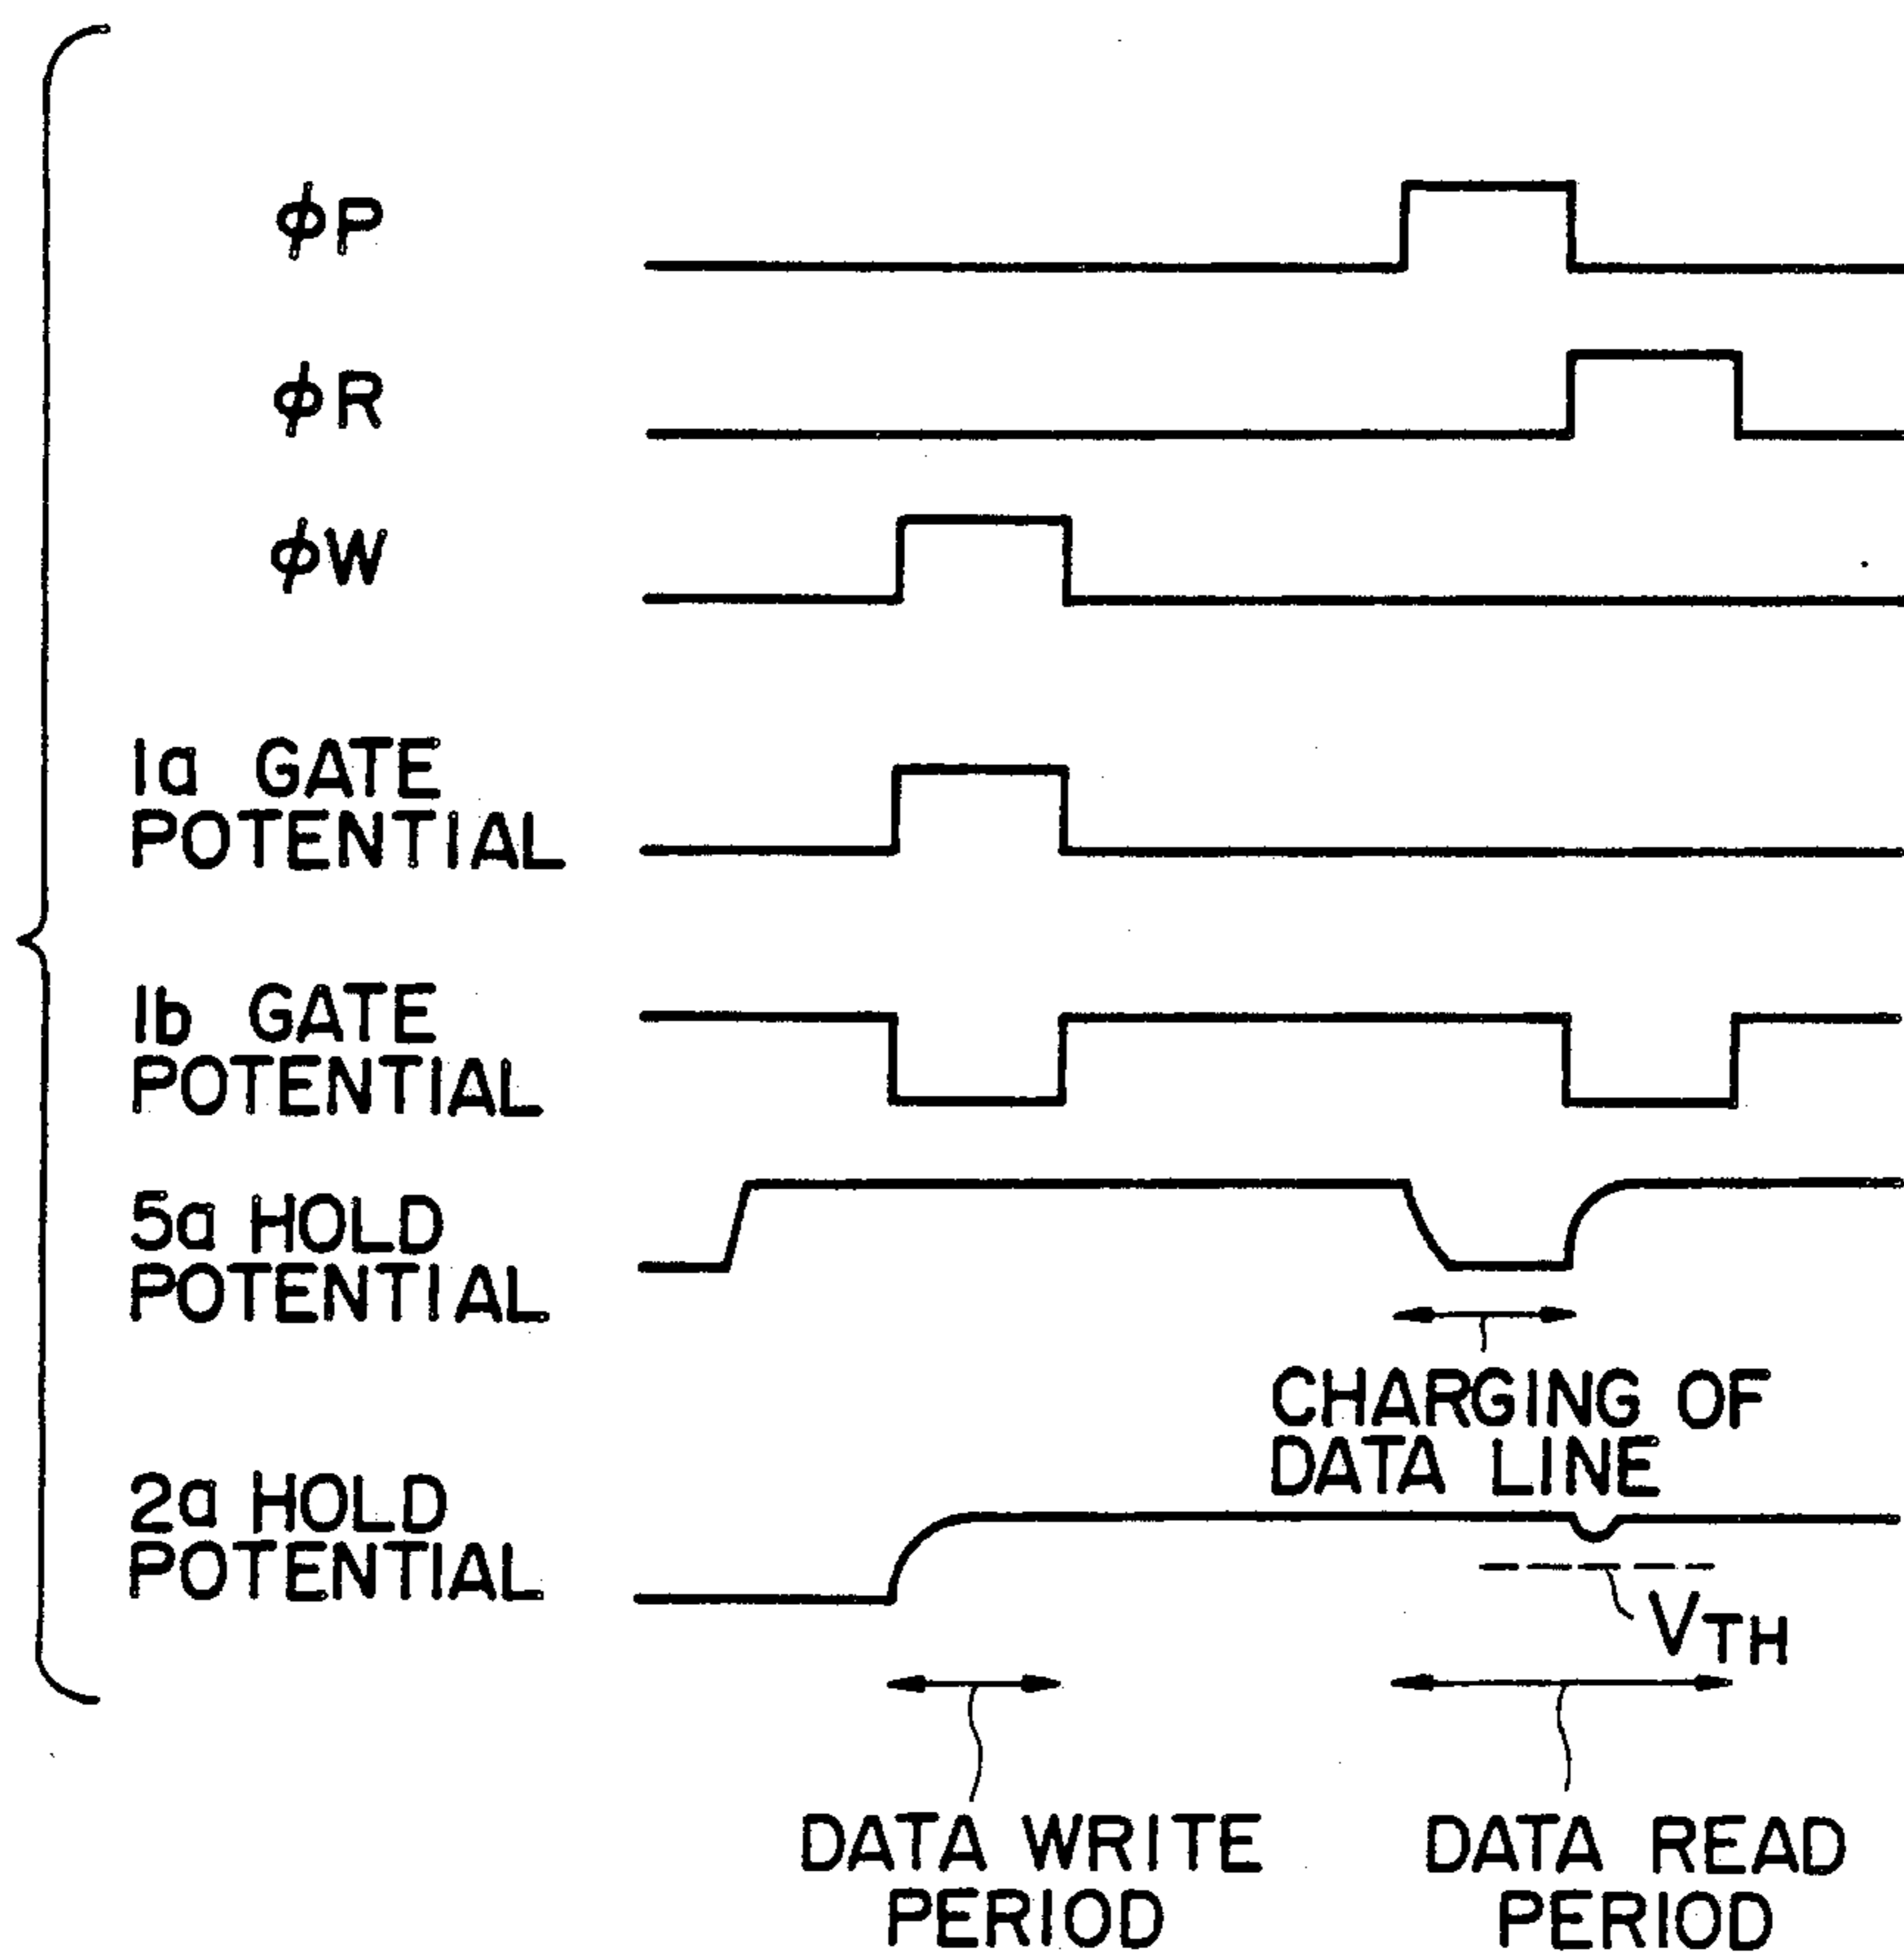 ϕP
ϕR
ϕW
1a GATE
POTENTIAL
1b GATE
POTENTIAL
5a HOLD
POTENTIAL
CHARGING OF
DATA LINE
2a HOLD
POTENTIAL
VTH
DATA WRITE
PERIOD
DATA READ
PERIOD